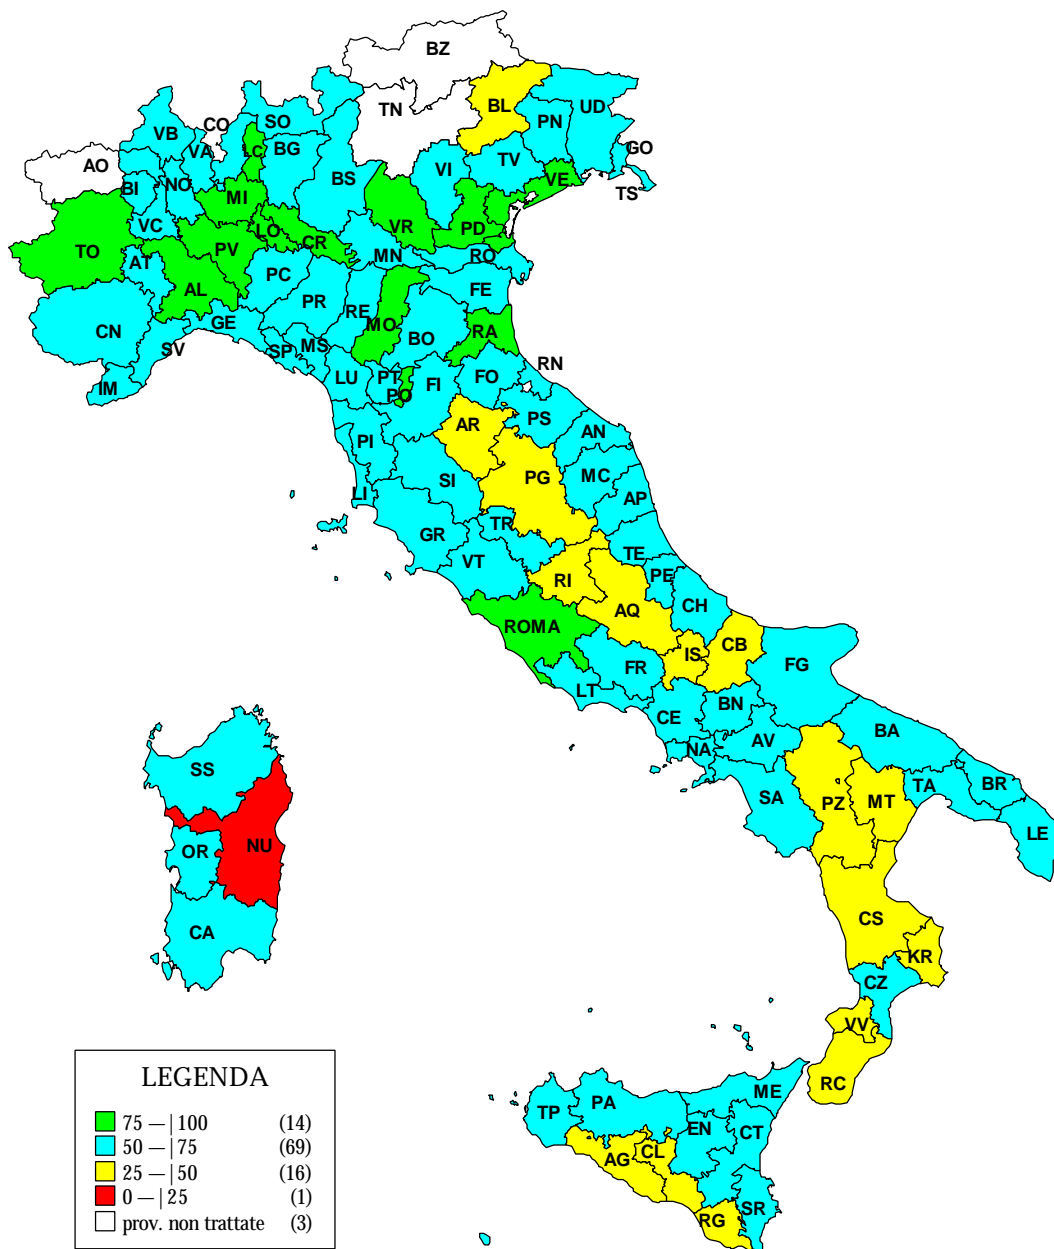 BZ
TN
BL
UD
PN
GO
TS
CO
SO
VB
VA
LC
BG
AO
BI
NO
BS
VI
TV
VE
MI
VC
LO
CR
VR
PD
TO
PV
AT
MN
RO
AL
PC
PR
RE
MO
FE
CN
GE
BO
RA
SV
SP
MS
RN
IM
LU
PT
PO
FI
FO
PS
AR
AN
PI
SI
PG
MC
LI
AP
GR
TR
TE
VT
RI
PE
CH
AQ
ROMA
IS
CB
FR
FG
LT
CE
BN
BA
NA
AV
SS
SA
PZ
MT
TA
BR
LE
OR
NU
CA
CS
KR
CZ
VV
RC
ME
TP
PA
EN
CT
AG
CL
RG
SR
LEGENDA
75 —| 100 (14)
50 —| 75 (69)
25 —| 50 (16)
0 —| 25 (1)
prov. non trattate (3)